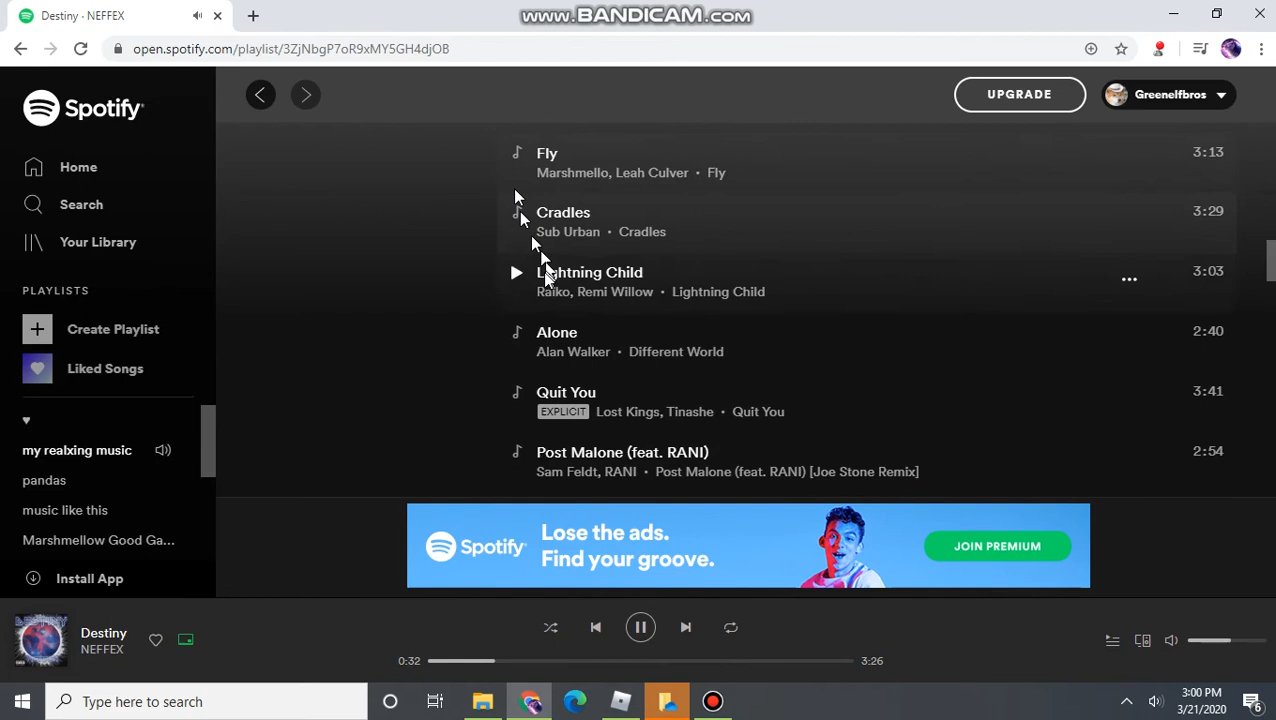 Destiny · NEFFEX
www.BANDICAM.com
open.spotify.com/playlist/3ZjNbgP7oR9xMY5GH4djOB
Spotify
UPGRADE
Greenelfbros
Home
Search
Your Library
PLAYLISTS
Create Playlist
Liked Songs
♥
my realxing music
pandas
music like this
Marshmellow Good Ga...
Install App
Fly
3:13
Marshmello, Leah Culver • Fly
Cradles
3:29
Sub Urban • Cradles
Lightning Child
3:03
Raiko, Remi Willow • Lightning Child
Alone
2:40
Alan Walker • Different World
Quit You
3:41
EXPLICIT Lost Kings, Tinashe • Quit You
Post Malone (feat. RANI)
2:54
Sam Feldt, RANI • Post Malone (feat. RANI) [Joe Stone Remix]
Spotify
Lose the ads.
Find your groove.
JOIN PREMIUM
Destiny
NEFFEX
0:32
3:26
Type here to search
3:00 PM
3/21/2020
6